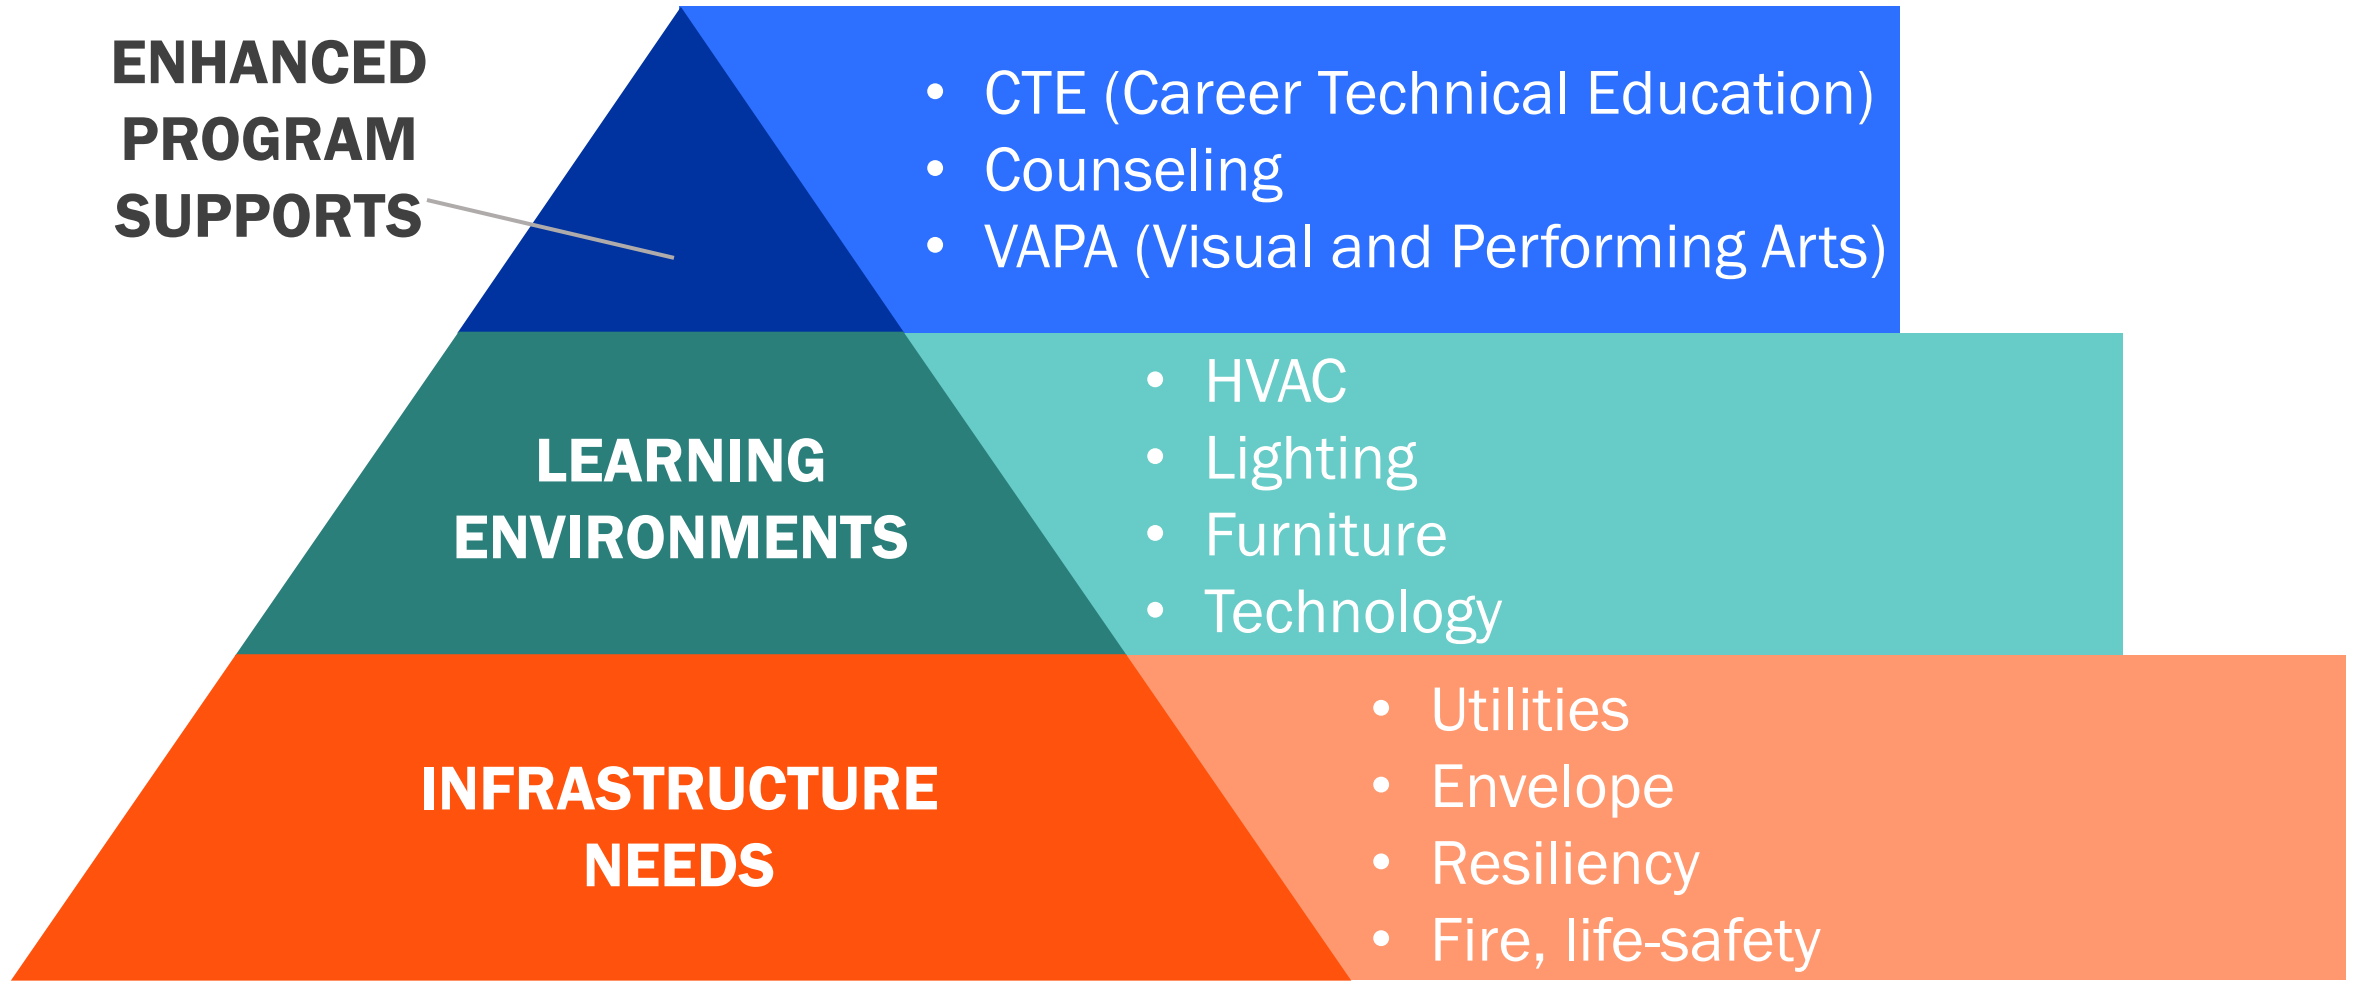 ENHANCED
PROGRAM
SUPPORTS
• CTE (Career Technical Education)
• Counseling
• VAPA (Visual and Performing Arts)
LEARNING
ENVIRONMENTS
• HVAC
• Lighting
• Furniture
• Technology
INFRASTRUCTURE
NEEDS
• Utilities
• Envelope
• Resiliency
• Fire, life-safety